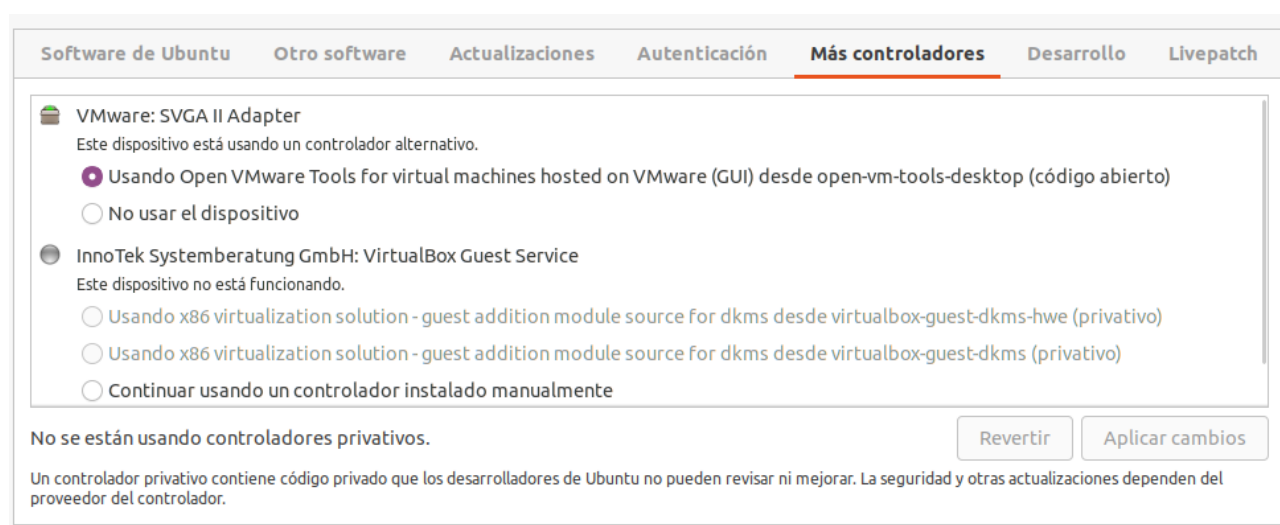 Software de Ubuntu Otro software Actualizaciones Autenticación Más controladores Desarrollo Livepatch
VMware: SVGA II Adapter
Este dispositivo está usando un controlador alternativo.
Usando Open VMware Tools for virtual machines hosted on VMware (GUI) desde open-vm-tools-desktop (código abierto)
No usar el dispositivo
InnoTek Systemberatung GmbH: VirtualBox Guest Service
Este dispositivo no está funcionando.
Usando x86 virtualization solution - guest addition module source for dkms desde virtualbox-guest-dkms-hwe (privativo)
Usando x86 virtualization solution - guest addition module source for dkms desde virtualbox-guest-dkms (privativo)
Continuar usando un controlador instalado manualmente
No se están usando controladores privativos. Revertir Aplicar cambios
Un controlador privativo contiene código privado que los desarrolladores de Ubuntu no pueden revisar ni mejorar. La seguridad y otras actualizaciones dependen del
proveedor del controlador.